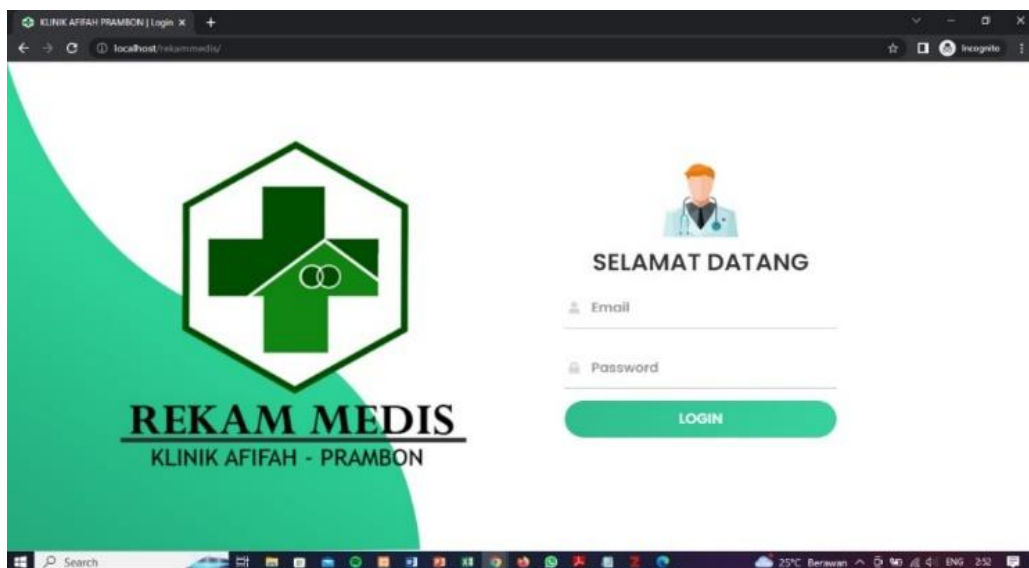 KLINIK AFIFAH PRAMBON | Login
localhost/rekammedis/
Incognito
SELAMAT DATANG
Email
Password
LOGIN
REKAM MEDIS
KLINIK AFIFAH - PRAMBON
Search
25°C Berawan
ENG
2:52